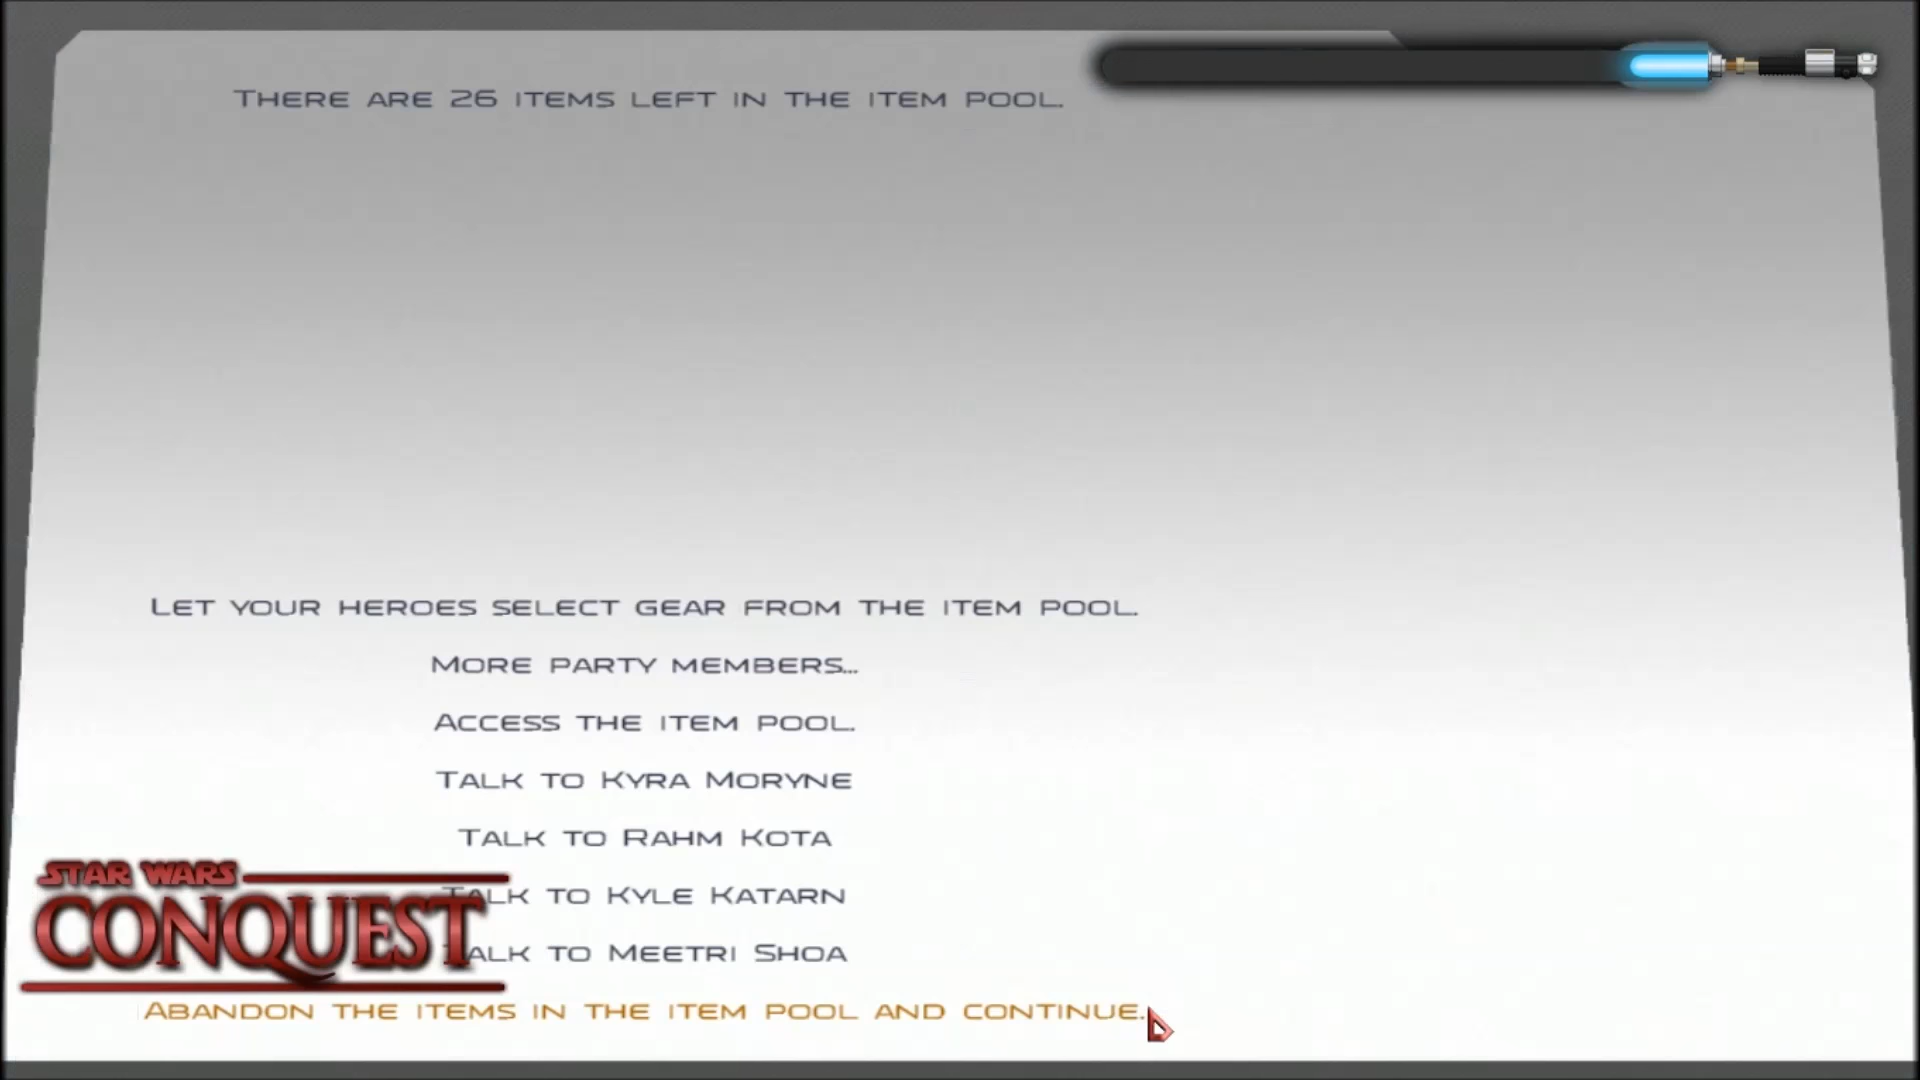 There are 26 items left in the item pool.
Let your heroes select gear from the item pool.
More party members...
Access the item pool.
Talk to Kyra Moryne
Talk to Rahm Kota
Talk to Kyle Katarn
Talk to Meetri Shoa
Abandon the items in the item pool and continue.
STAR WARS
CONQUEST